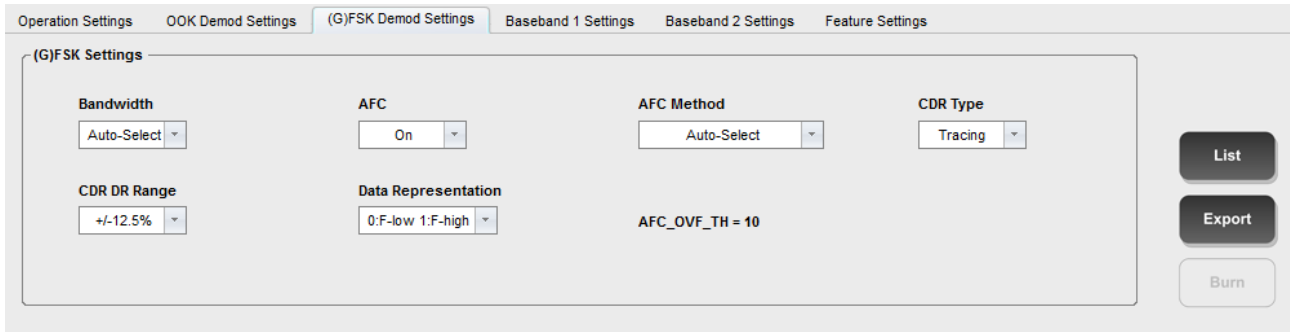 Operation Settings OOK Demod Settings (G)FSK Demod Settings Baseband 1 Settings Baseband 2 Settings Feature Settings
(G)FSK Settings
Bandwidth AFC AFC Method CDR Type
Auto-Select On Auto-Select Tracing
List
CDR DR Range Data Representation
+/-12.5% 0:F-low 1:F-high AFC_OVF_TH = 10
Export
Burn